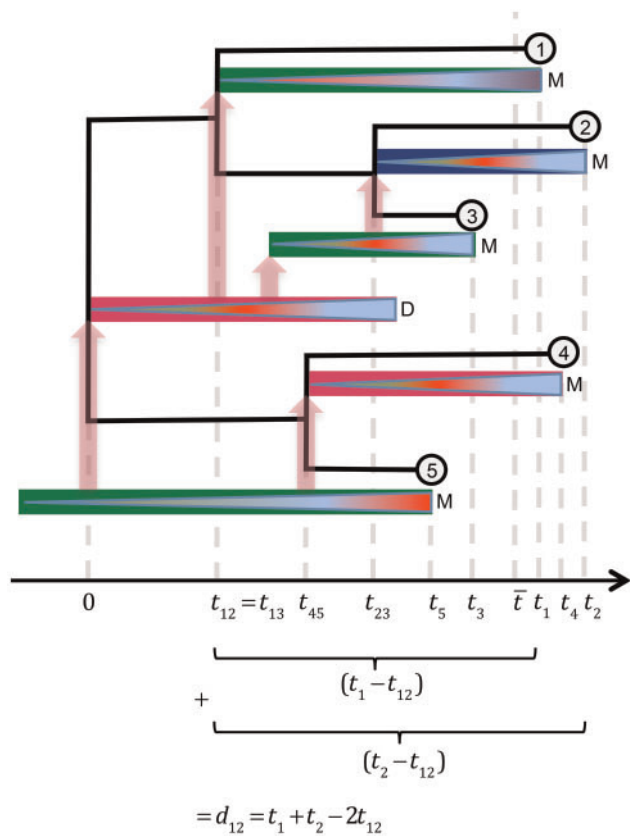 1
M
2
M
3
M
D
4
M
5
M
0 t₁₂ = t₁₃ t₄₅ t₂₃ t₅ t₃ t̄ t₁ t₄ t₂
(t₁ − t₁₂)
+
(t₂ − t₁₂)
= d₁₂ = t₁ + t₂ − 2t₁₂